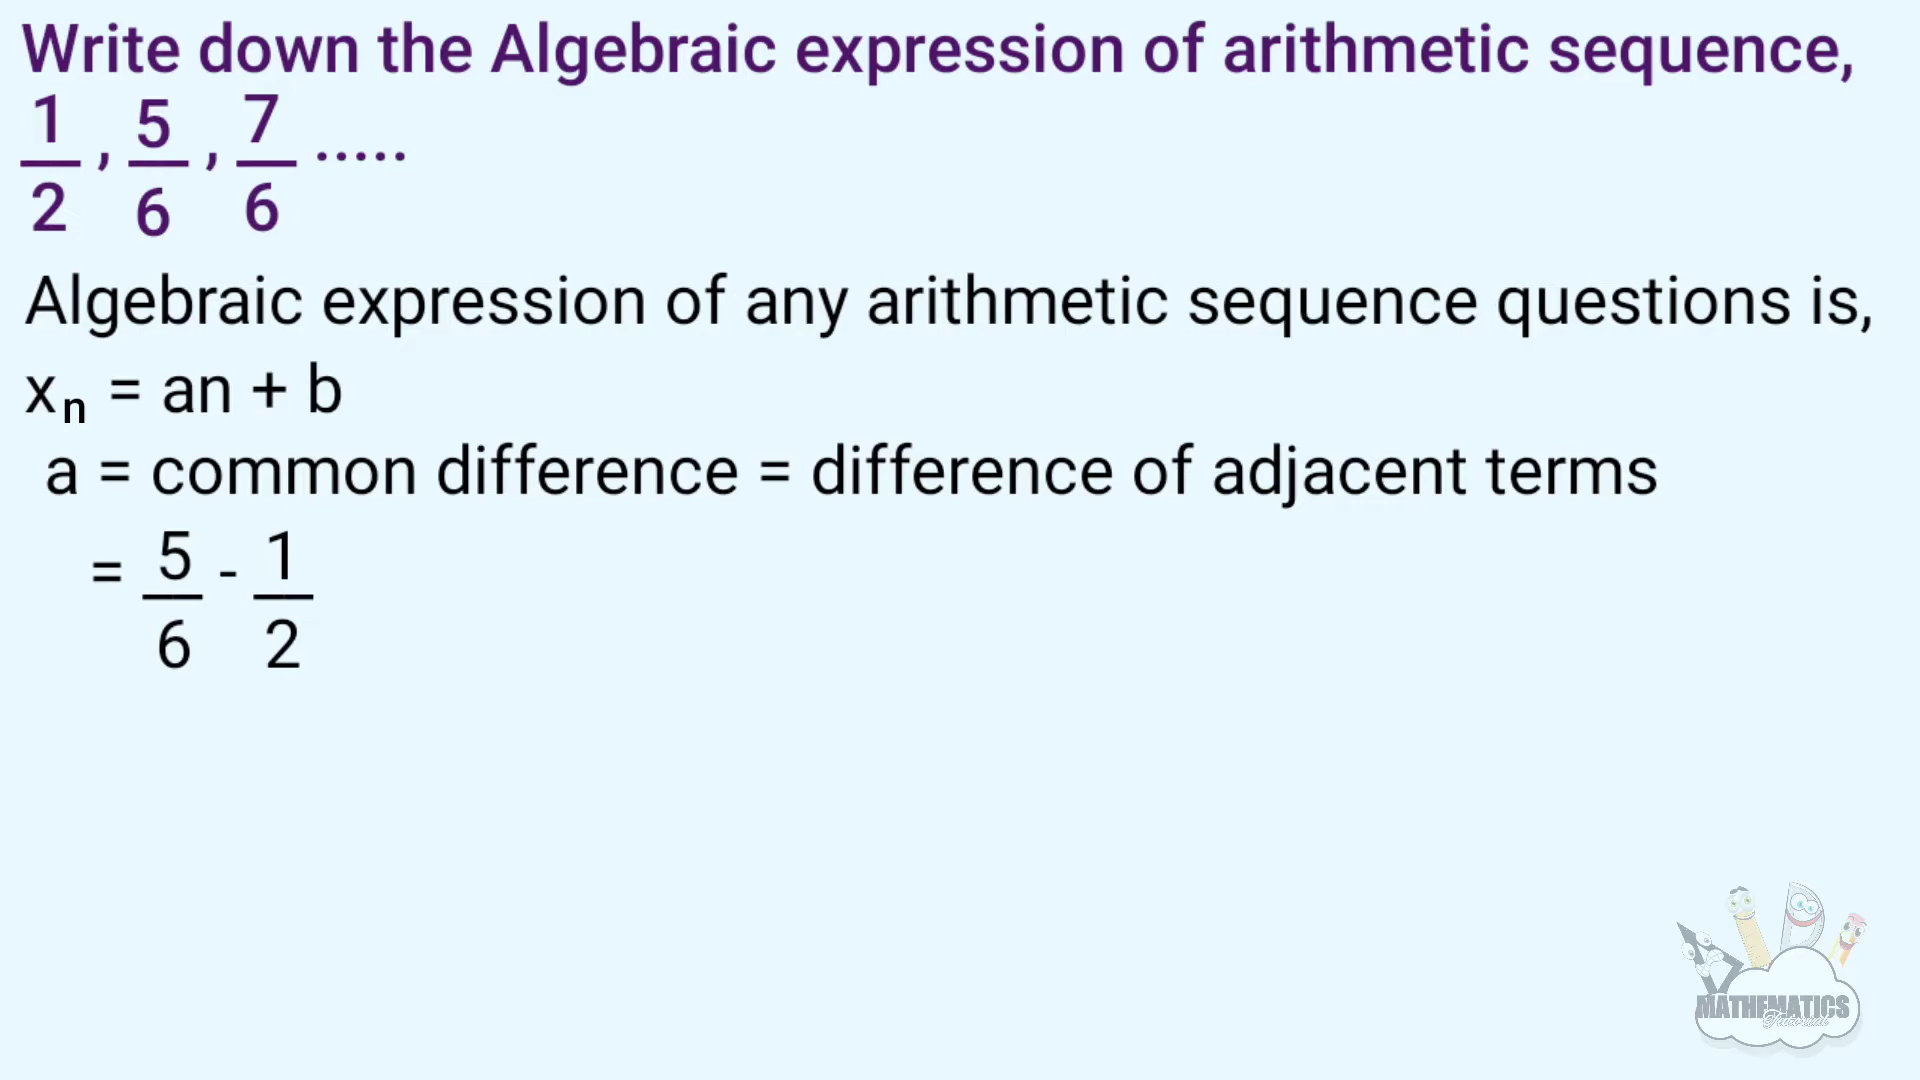 Write down the Algebraic expression of arithmetic sequence,
1/2 , 5/6 , 7/6 .....
Algebraic expression of any arithmetic sequence questions is,
xₙ = an + b
a = common difference = difference of adjacent terms
= 5/6 - 1/2
MATHEMATICS
Tutorial